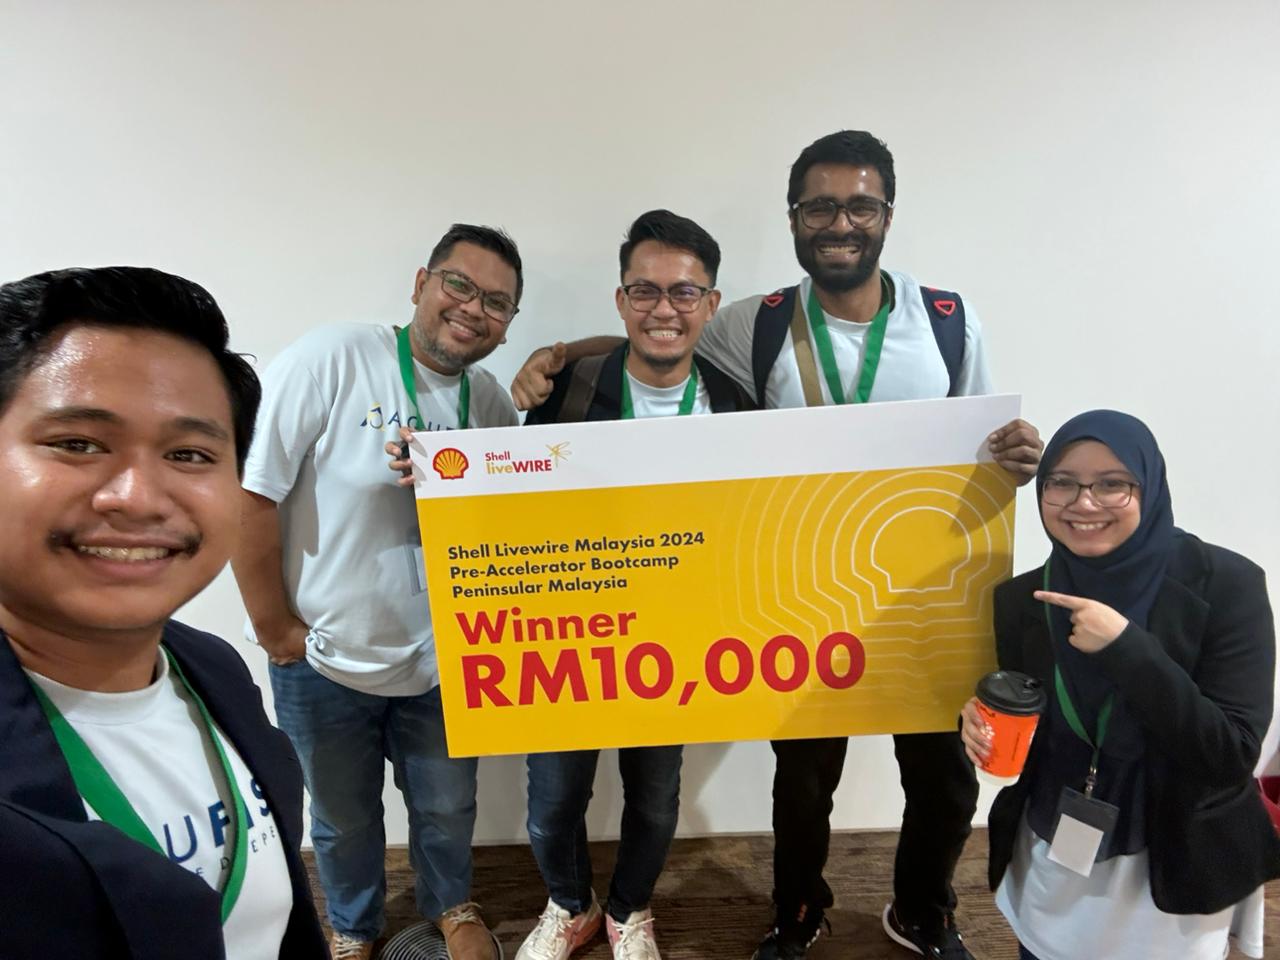 Shell
liveWIRE
Shell Livewire Malaysia 2024
Pre-Accelerator Bootcamp
Peninsular Malaysia
Winner
RM10,000